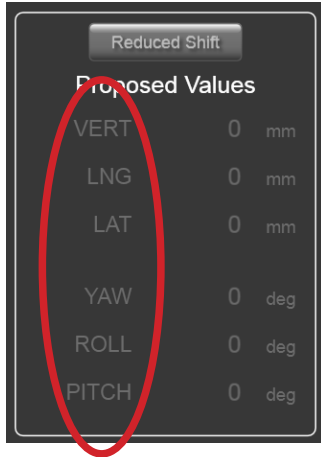 Reduced Shift
Proposed Values
VERT 0 mm
LNG 0 mm
LAT 0 mm
YAW 0 deg
ROLL 0 deg
PITCH 0 deg